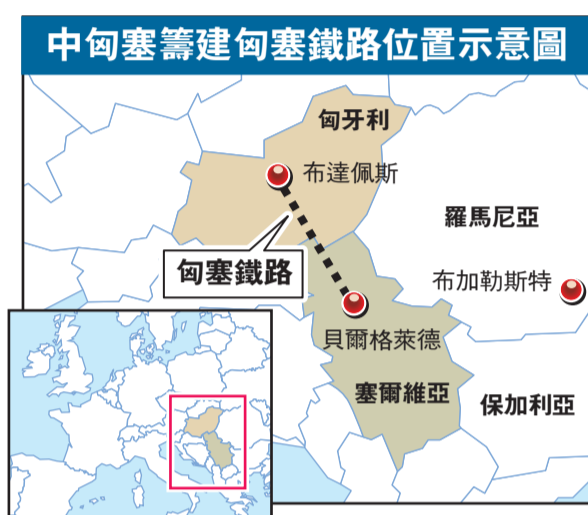 中匈塞籌建匈塞鐵路位置示意圖
匈牙利
布達佩斯
羅馬尼亞
匈塞鐵路
布加勒斯特
貝爾格萊德
塞爾維亞
保加利亞